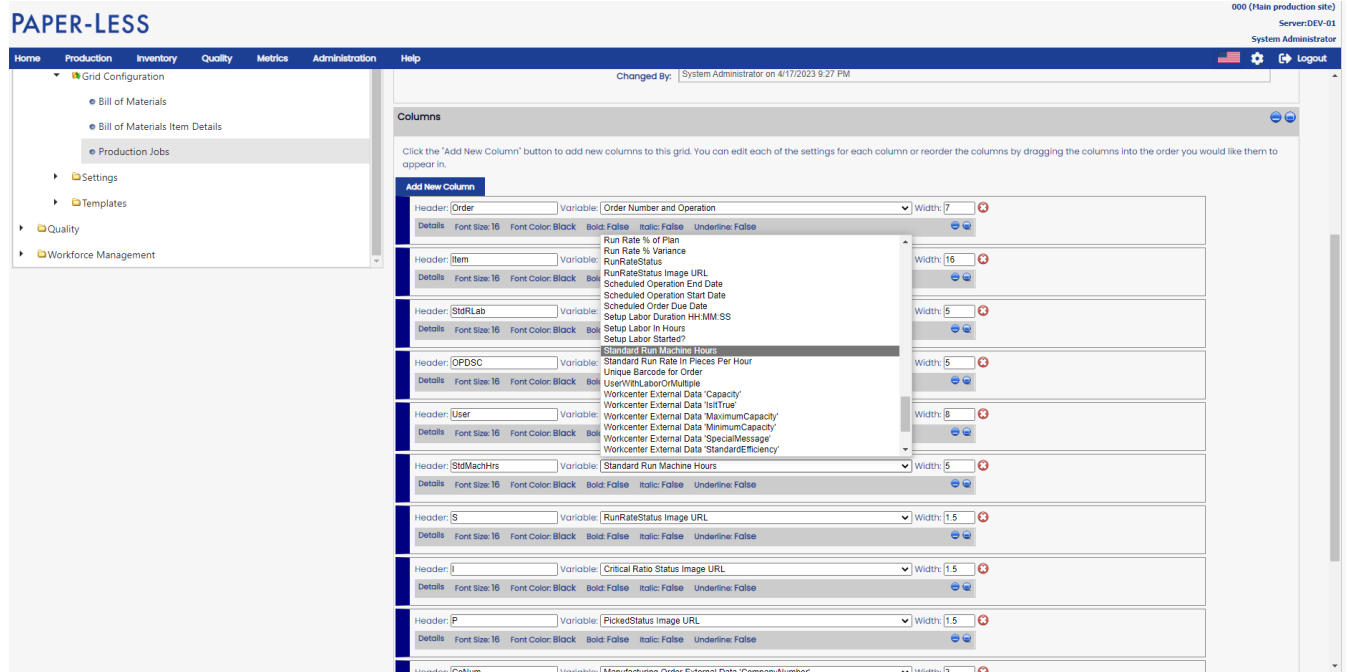 000 (Main production site)
PAPER-LESS
Server:DEV-01
System Administrator
Home Production Inventory Quality Metrics Administration Help Logout
Grid Configuration
Bill of Materials
Bill of Materials Item Details
Production Jobs
Settings
Templates
Quality
Workforce Management
Changed By: System Administrator on 4/17/2023 9:27 PM
Columns
Click the "Add New Column" button to add new columns to this grid. You can edit each of the settings for each column or reorder the columns by dragging the columns into the order you would like them to
appear in.
Add New Column
Header: Order Variable: Order Number and Operation Width: 7
Details Font Size: 16 Font Color: Black Bold: False Italic: False Underline: False
Header: Item Variable: Width: 16
Details Font Size: 16 Font Color: Black
Header: StdRLab Variable: Width: 5
Details Font Size: 16 Font Color: Black
Header: OPDSC Variable: Width: 5
Details Font Size: 16 Font Color: Black
Header: User Variable: Width: 8
Details Font Size: 16 Font Color: Black
Run Rate % of Plan
Run Rate % Variance
RunRateStatus
RunRateStatus Image URL
Scheduled Operation End Date
Scheduled Operation Start Date
Scheduled Order Due Date
Setup Labor Duration HH:MM:SS
Setup Labor In Hours
Setup Labor Started?
Standard Run Machine Hours
Standard Run Rate In Pieces Per Hour
Unique Barcode for Order
UserWithLaborOrMultiple
Workcenter External Data 'Capacity'
Workcenter External Data 'IsItTrue'
Workcenter External Data 'MaximumCapacity'
Workcenter External Data 'MinimumCapacity'
Workcenter External Data 'SpecialMessage'
Workcenter External Data 'StandardEfficiency'
Header: StdMachHrs Variable: Standard Run Machine Hours Width: 5
Details Font Size: 16 Font Color: Black Bold: False Italic: False Underline: False
Header: S Variable: RunRateStatus Image URL Width: 1.5
Details Font Size: 16 Font Color: Black Bold: False Italic: False Underline: False
Header: I Variable: Critical Ratio Status Image URL Width: 1.5
Details Font Size: 16 Font Color: Black Bold: False Italic: False Underline: False
Header: P Variable: PickedStatus Image URL Width: 1.5
Details Font Size: 16 Font Color: Black Bold: False Italic: False Underline: False
Header: CoNum Variable: Manufacturing Order External Data 'CompanyNumber' Width: